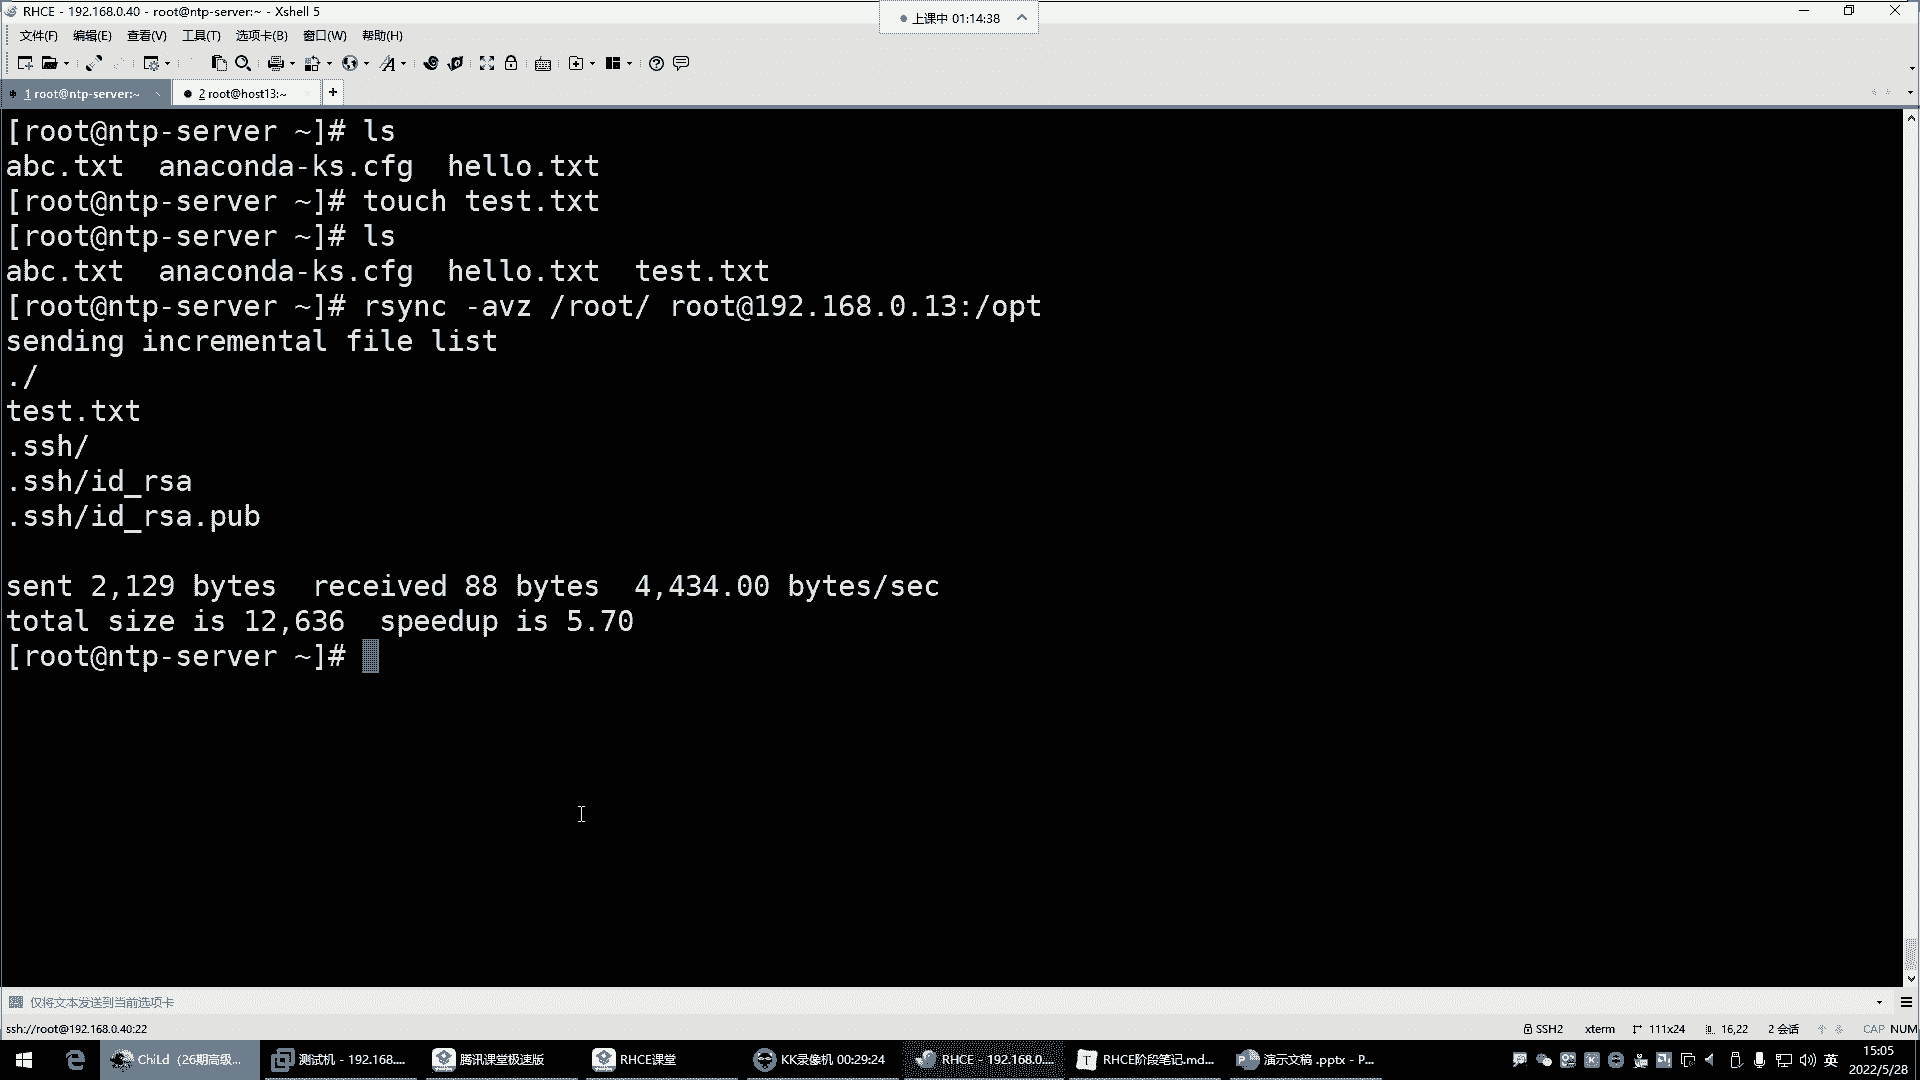 RHCE - 192.168.0.40 - root@ntp-server:~ - Xshell 5
上课中 01:14:38
文件(F) 编辑(E) 查看(V) 工具(T) 选项卡(B) 窗口(W) 帮助(H)
1 root@ntp-server:~ 2 root@host13:~
[root@ntp-server ~]# ls
abc.txt  anaconda-ks.cfg  hello.txt
[root@ntp-server ~]# touch test.txt
[root@ntp-server ~]# ls
abc.txt  anaconda-ks.cfg  hello.txt  test.txt
[root@ntp-server ~]# rsync -avz /root/ root@192.168.0.13:/opt
sending incremental file list
./
test.txt
.ssh/
.ssh/id_rsa
.ssh/id_rsa.pub
sent 2,129 bytes  received 88 bytes  4,434.00 bytes/sec
total size is 12,636  speedup is 5.70
[root@ntp-server ~]#
仅将文本发送到当前选项卡
ssh://root@192.168.0.40:22 SSH2 xterm 111x24 16,22 2 会话 CAP NUM
ChiLd（26期高级... 测试机 - 192.168.... 腾讯课堂极速版 RHCE课堂 KK录像机 00:29:24 RHCE - 192.168.0.... RHCE阶段笔记.md... 演示文稿 .pptx - P... 英 15:05
2022/5/28